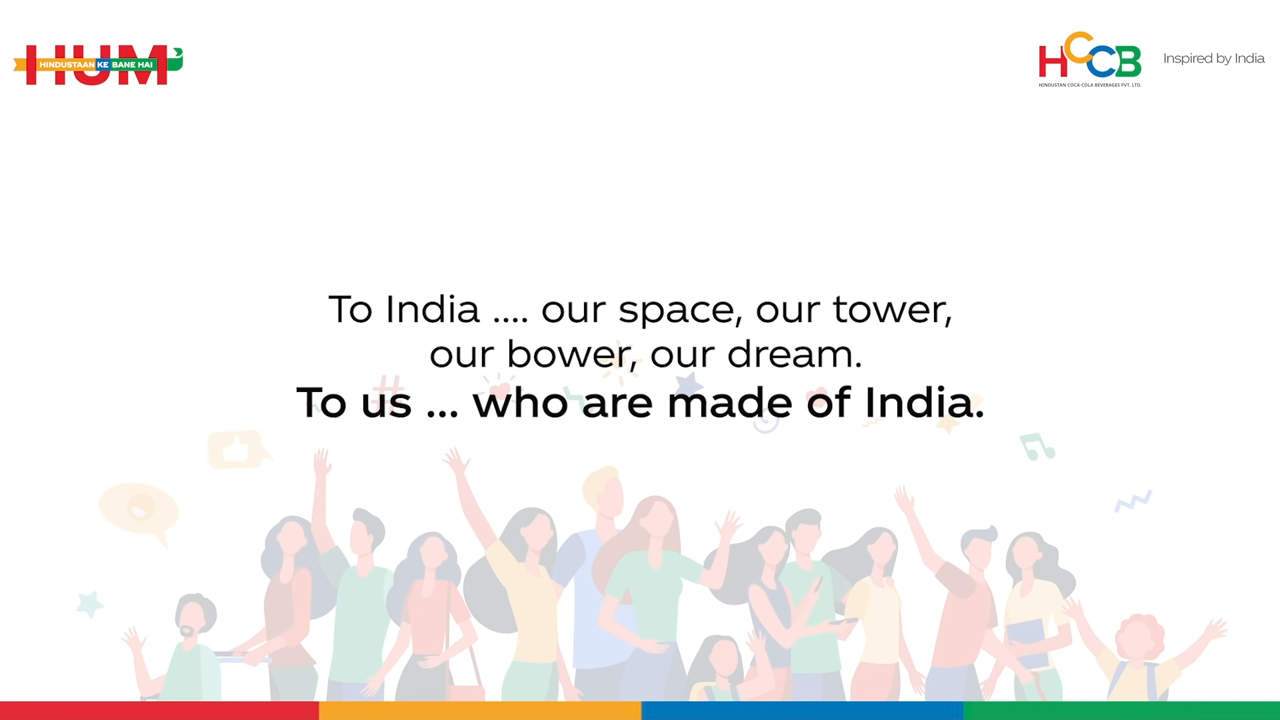 HUM
HINDUSTAAN KE BANE HAI
HCCB
HINDUSTAN COCA-COLA BEVERAGES PVT. LTD.
Inspired by India
To India .... our space, our tower,
our bower, our dream.
To us ... who are made of India.